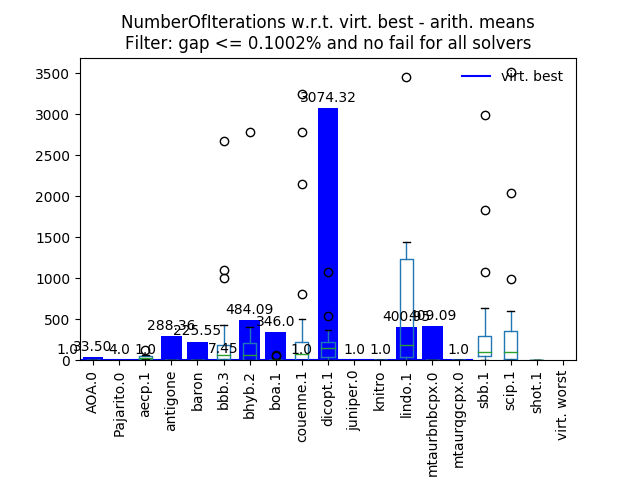 NumberOfIterations w.r.t. virt. best - arith. means
Filter: gap <= 0.1002% and no fail for all solvers
virt. best
3500
3000
2500
2000
1500
1000
500
0
3074.32
484.09
288.36
225.55
346.0
409.09
33.50
1.0
4.0
1.0
7.45
1.0
1.0
1.0
1.0
AOA.0
Pajarito.0
aecp.1
antigone
baron
bbb.3
bhyb.2
boa.1
couenne.1
dicopt.1
juniper.0
knitro
lindo.1
mtaurbnbcpx.0
mtaurqgcpx.0
sbb.1
scip.1
shot.1
virt. worst